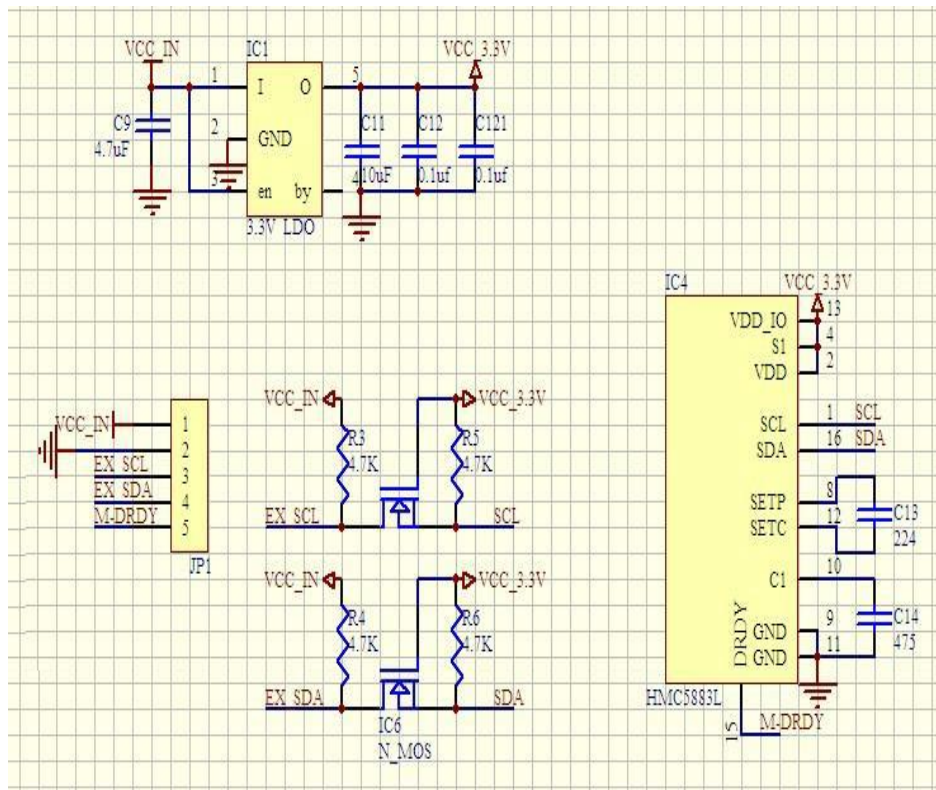 VCC_IN
IC1
VCC_3.3V
1
I
O
5
C9
4.7uF
2
GND
C11
C12
C121
10uF
0.1uf
0.1uf
3
en
by
4
3.3V LDO
IC4
VCC_3.3V
VDD_IO
13
S1
4
VDD
2
SCL
1
SCL
SDA
16
SDA
SETP
8
C13
SETC
12
224
C1
10
GND
9
C14
GND
11
475
DRDY
HMC5883L
15
M-DRDY
VCC_IN
1
2
EX_SCL
3
EX_SDA
4
M-DRDY
5
JP1
VCC_IN
VCC_3.3V
R3
4.7K
R5
4.7K
EX_SCL
SCL
VCC_IN
VCC_3.3V
R4
4.7K
R6
4.7K
EX_SDA
SDA
IC6
N_MOS